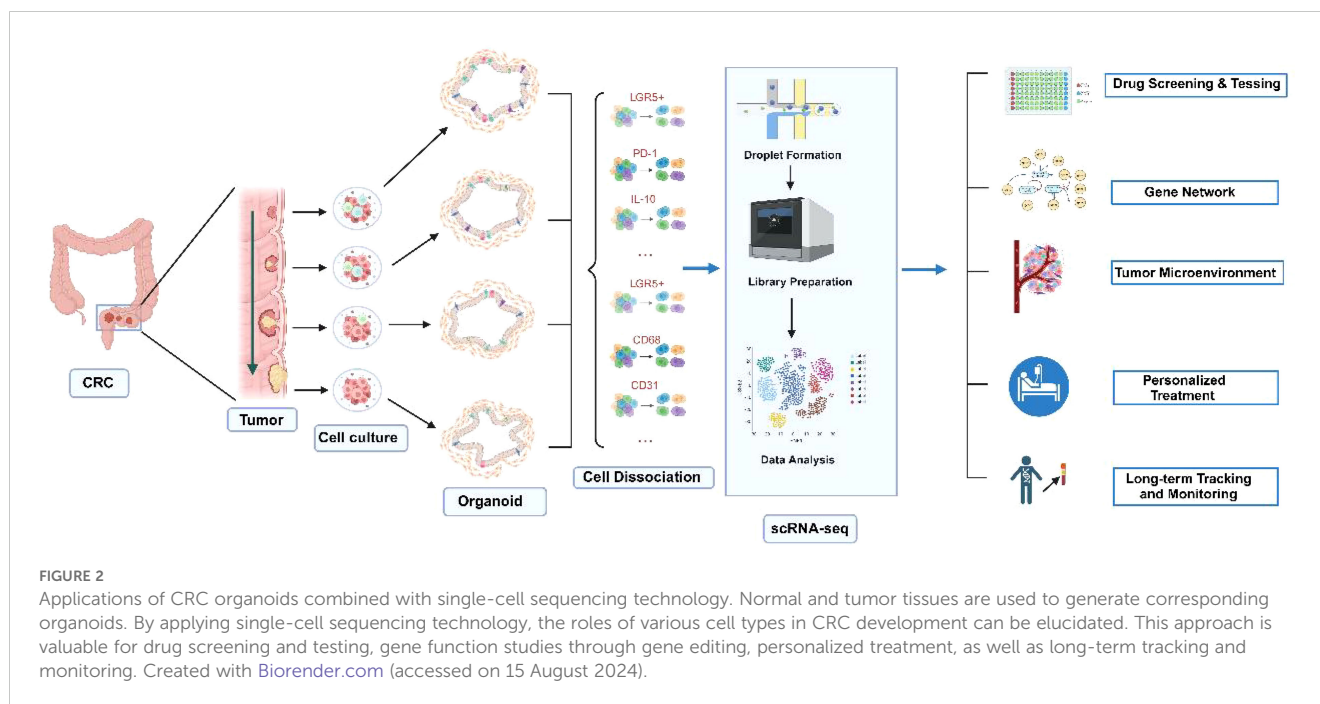 CRC
Tumor
Cell culture
Organoid
LGR5+
PD-1
IL-10
...
LGR5+
CD68
CD31
...
Cell Dissociation
Droplet Formation
Library Preparation
Data Analysis
scRNA-seq
Drug Screening & Tessing
Gene Network
Tumor Microenvironment
Personalized
Treatment
Long-term Tracking
and Monitoring
FIGURE 2
Applications of CRC organoids combined with single-cell sequencing technology. Normal and tumor tissues are used to generate corresponding
organoids. By applying single-cell sequencing technology, the roles of various cell types in CRC development can be elucidated. This approach is
valuable for drug screening and testing, gene function studies through gene editing, personalized treatment, as well as long-term tracking and
monitoring. Created with Biorender.com (accessed on 15 August 2024).